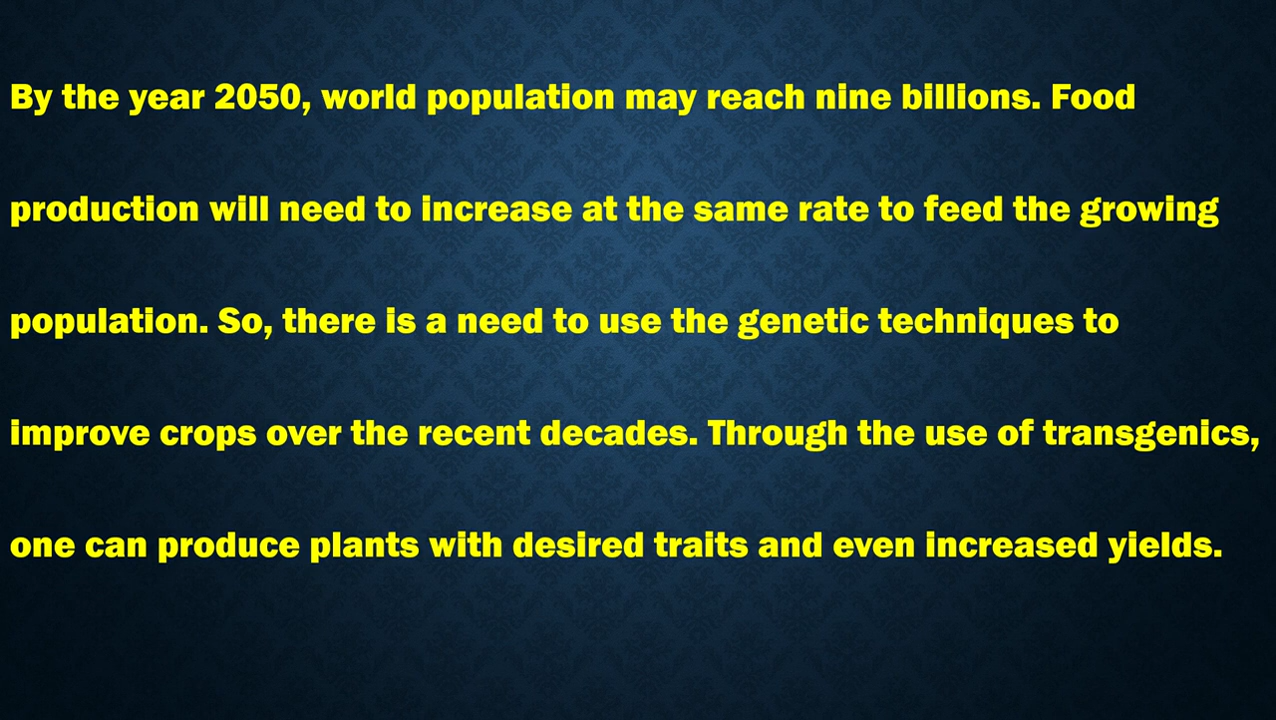 By the year 2050, world population may reach nine billions. Food
production will need to increase at the same rate to feed the growing
population. So, there is a need to use the genetic techniques to
improve crops over the recent decades. Through the use of transgenics,
one can produce plants with desired traits and even increased yields.